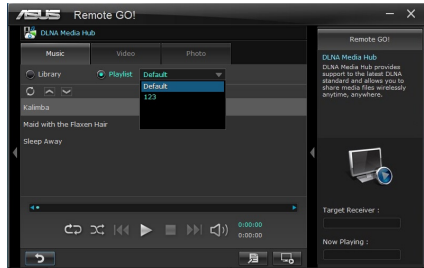 ASUS Remote GO!
DLNA Media Hub
Music Video Photo
Library Playlist Default
Default
123
Kalimba
Maid with the Flaxen Hair
Sleep Away
0:00:00
0:00:00
Remote GO!
DLNA Media Hub
DLNA Media Hub provides
support to the latest DLNA
standard and allows you to
share media files wirelessly
anytime, anywhere.
Target Receiver :
Now Playing :